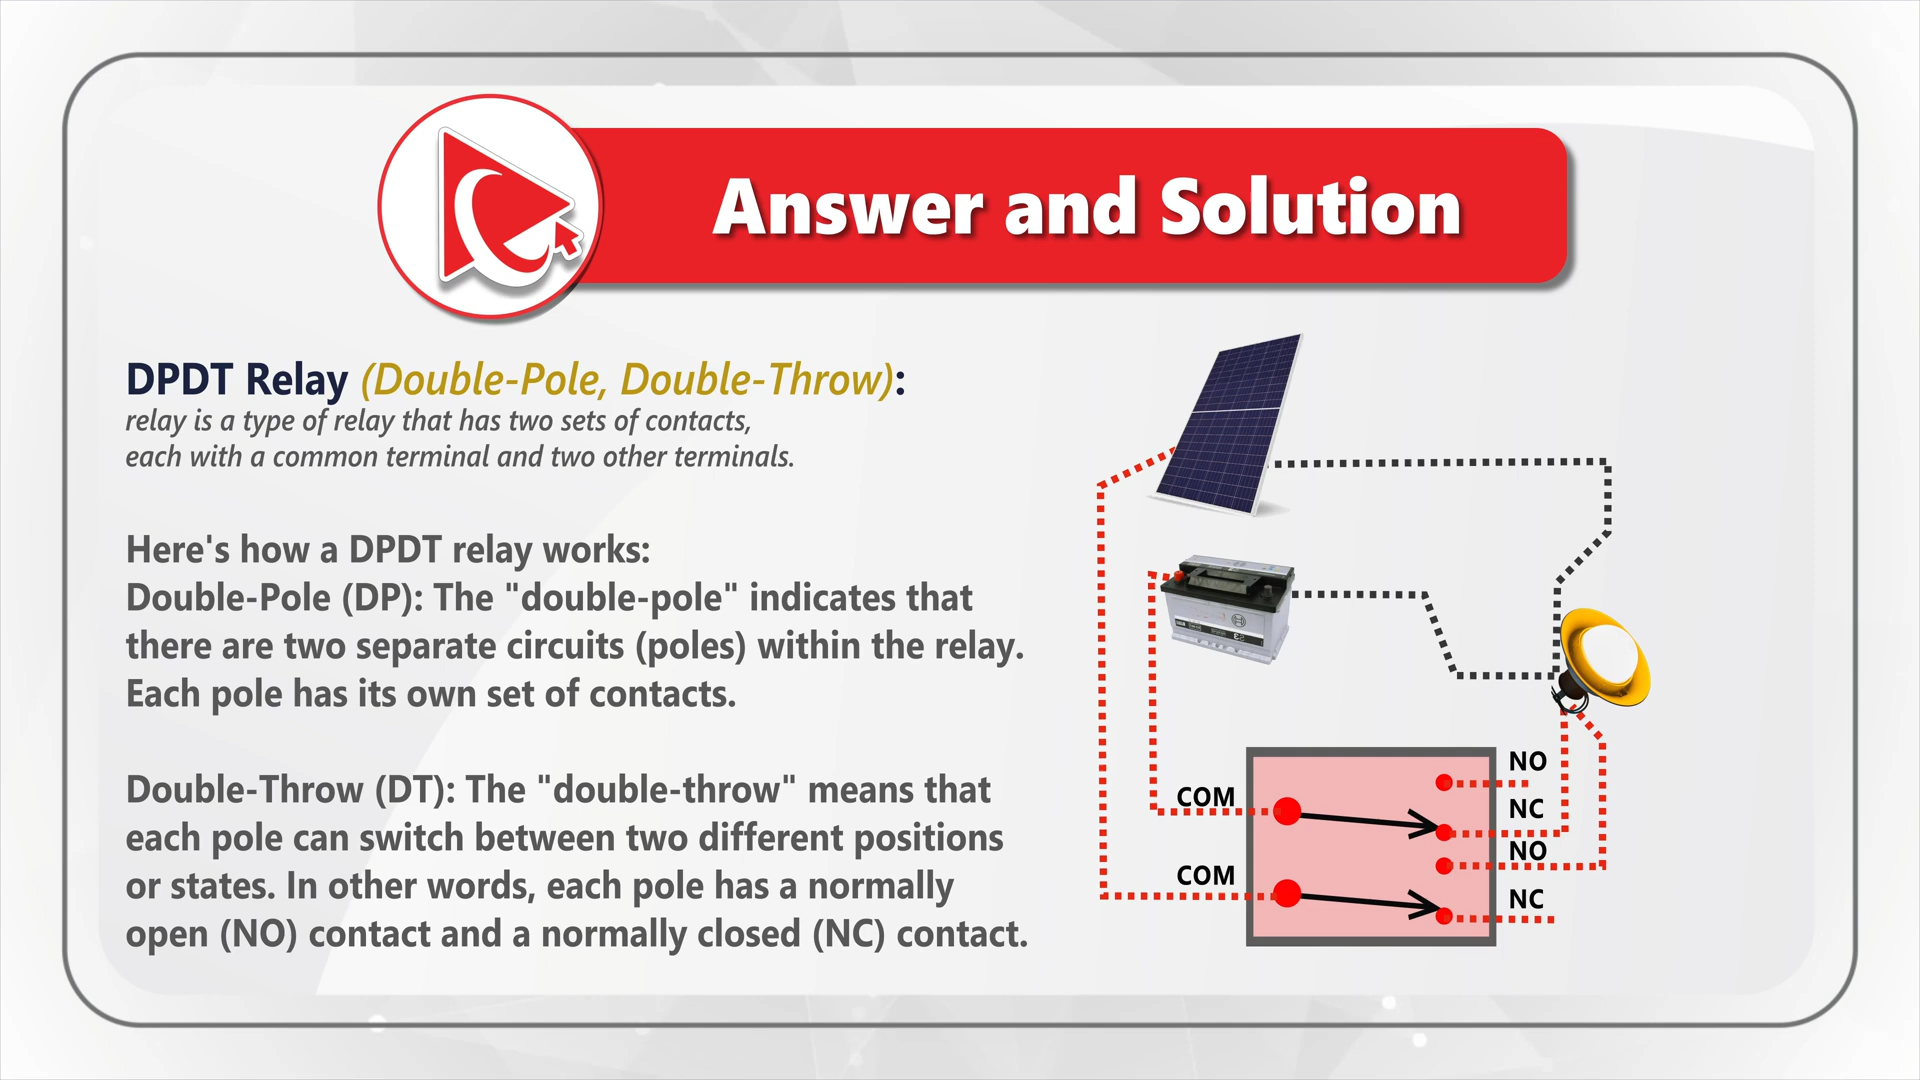 Answer and Solution
DPDT Relay (Double-Pole, Double-Throw):
relay is a type of relay that has two sets of contacts,
each with a common terminal and two other terminals.
Here's how a DPDT relay works:
Double-Pole (DP): The "double-pole" indicates that
there are two separate circuits (poles) within the relay.
Each pole has its own set of contacts.
Double-Throw (DT): The "double-throw" means that
each pole can switch between two different positions
or states. In other words, each pole has a normally
open (NO) contact and a normally closed (NC) contact.
NO
COM
NC
NO
COM
NC